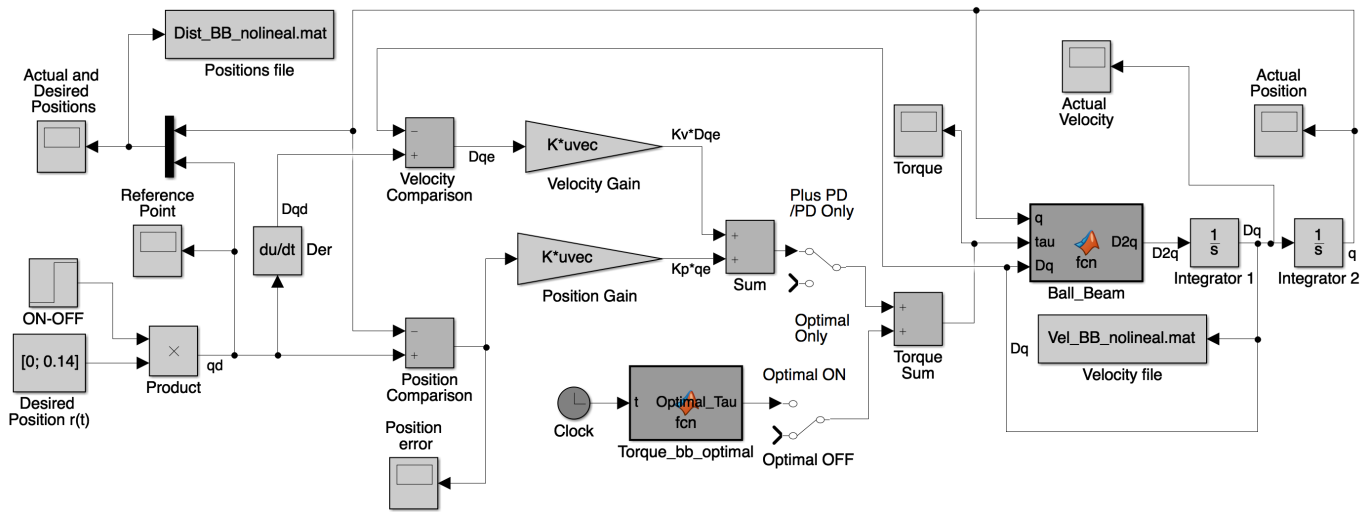 Dist_BB_nolineal.mat
Positions file
Actual and
Desired
Positions
Reference
Point
ON-OFF
[0; 0.14]
Desired
Position r(t)
×
Product
qd
Dqd
du/dt
Der
−
+
Velocity
Comparison
Dqe
K*uvec
Velocity Gain
Kv*Dqe
−
+
Position
Comparison
Position
error
K*uvec
Position Gain
Kp*qe
+
+
Sum
Plus PD
/PD Only
Optimal
Only
Clock
t
Optimal_Tau
fcn
Torque_bb_optimal
Optimal ON
Optimal OFF
+
+
Torque
Sum
Torque
Actual
Velocity
Actual
Position
q
tau
Dq
D2q
fcn
Ball_Beam
D2q
1
s
Integrator 1
Dq
1
s
Integrator 2
q
Vel_BB_nolineal.mat
Velocity file
Dq